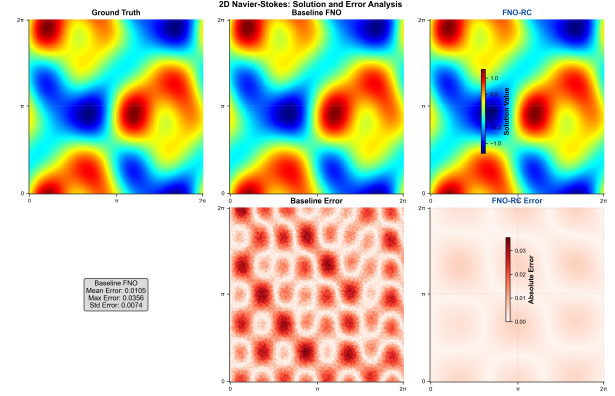 2D Navier-Stokes: Solution and Error Analysis
Ground Truth
Baseline FNO
FNO-RC
2π
π
0
0
π
2π
2π
π
0
0
π
2π
2π
π
0
0
π
2π
1.0
0.5
−1.0
Solution Value
Baseline FNO
Mean Error: 0.0105
Max Error: 0.0356
Std Error: 0.0074
Baseline Error
2π
π
0
0
π
2π
FNO-RC Error
2π
π
0
0
π
2π
0.03
0.02
0.01
0.00
Absolute Error